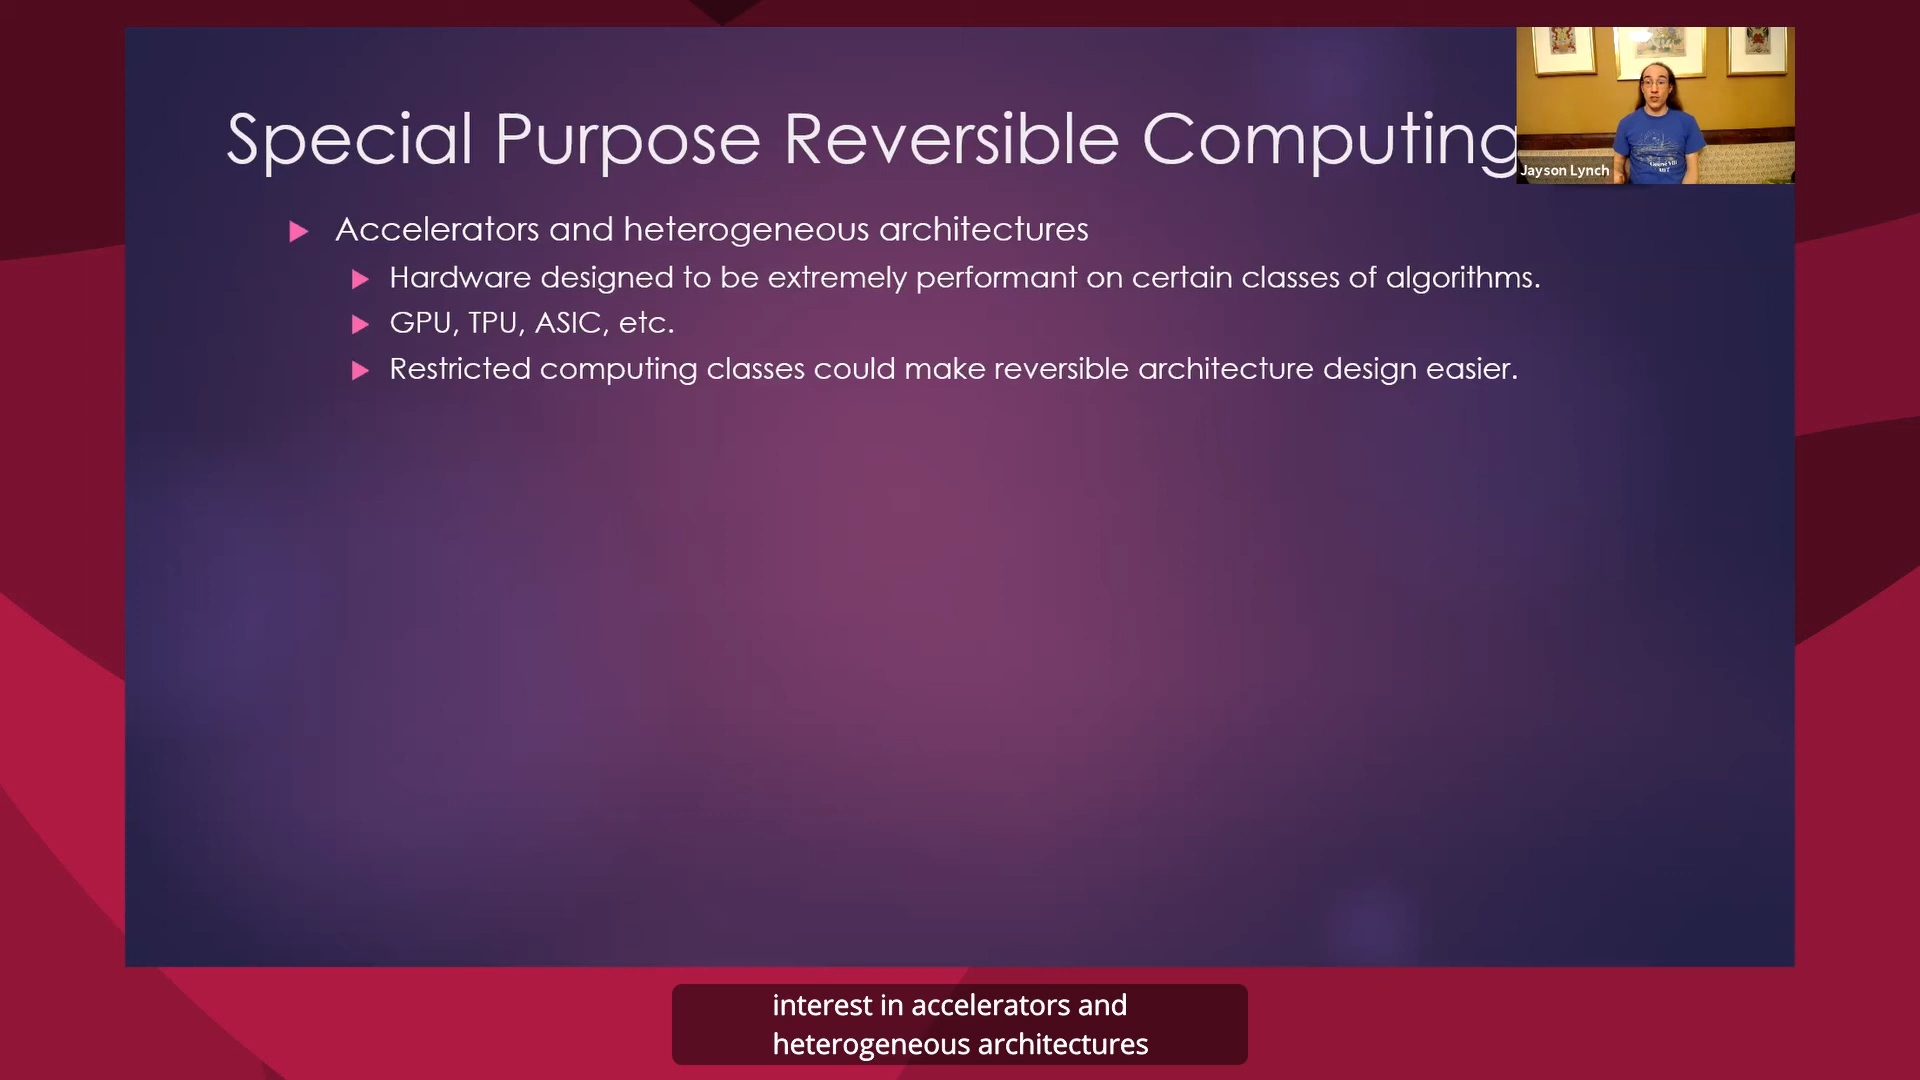 Special Purpose Reversible Computing
Jayson Lynch
Accelerators and heterogeneous architectures
Hardware designed to be extremely performant on certain classes of algorithms.
GPU, TPU, ASIC, etc.
Restricted computing classes could make reversible architecture design easier.
interest in accelerators and
heterogeneous architectures